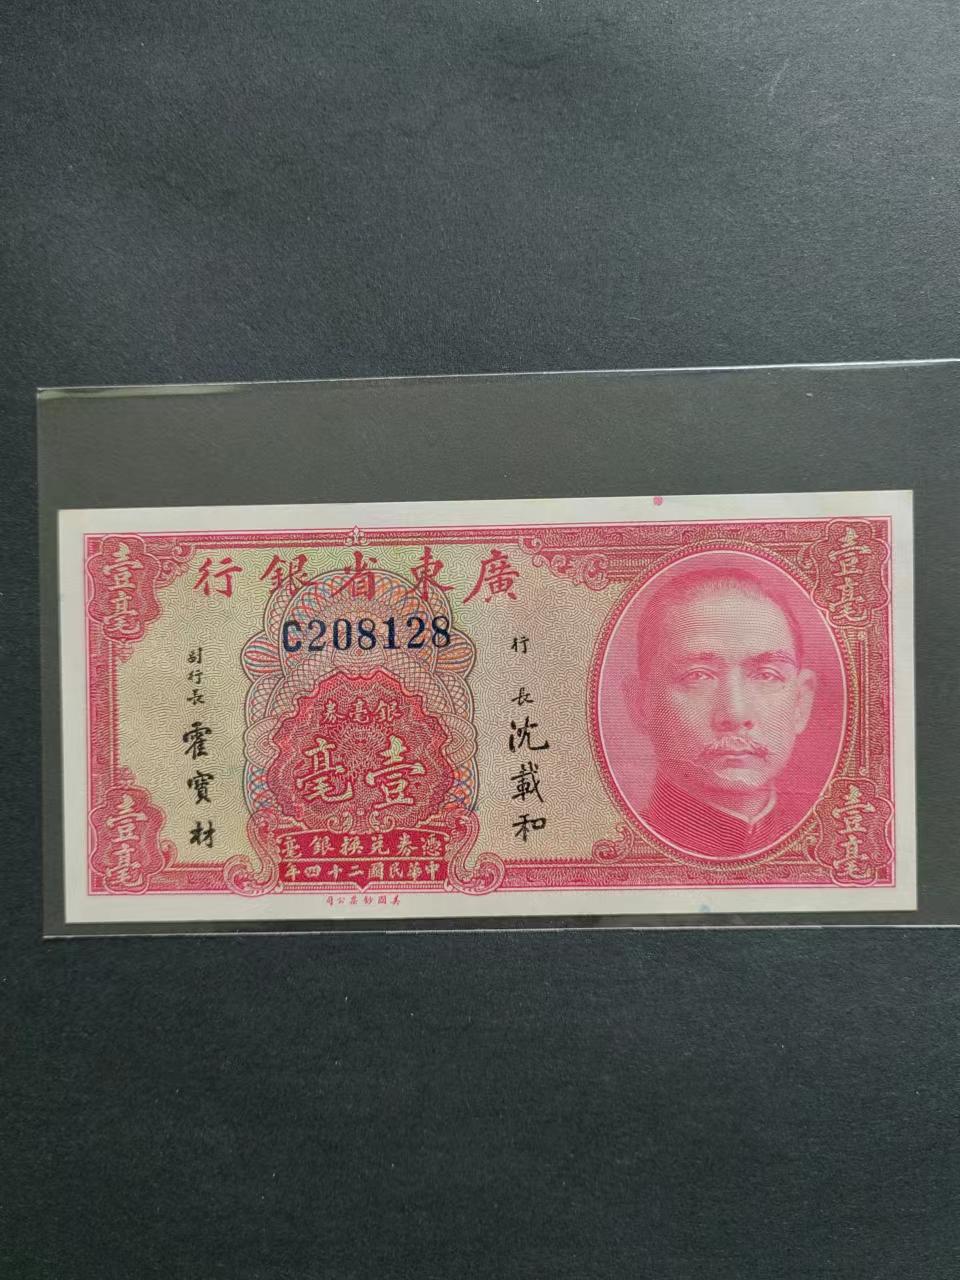 廣東省銀行
C208128
壹毫
壹毫
銀毫券
壹毫
行長
沈載和
副行長
霍寶材
憑券兌換銀毫
中華民國二十四年
壹毫
壹毫
美國鈔票公司